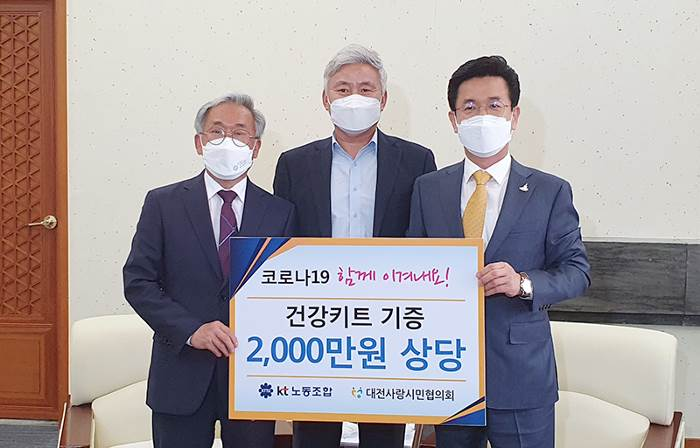 코로나19 함께 이겨내요!
건강키트 기증
2,000만원 상당
kt 노동조합 대전사랑시민협의회